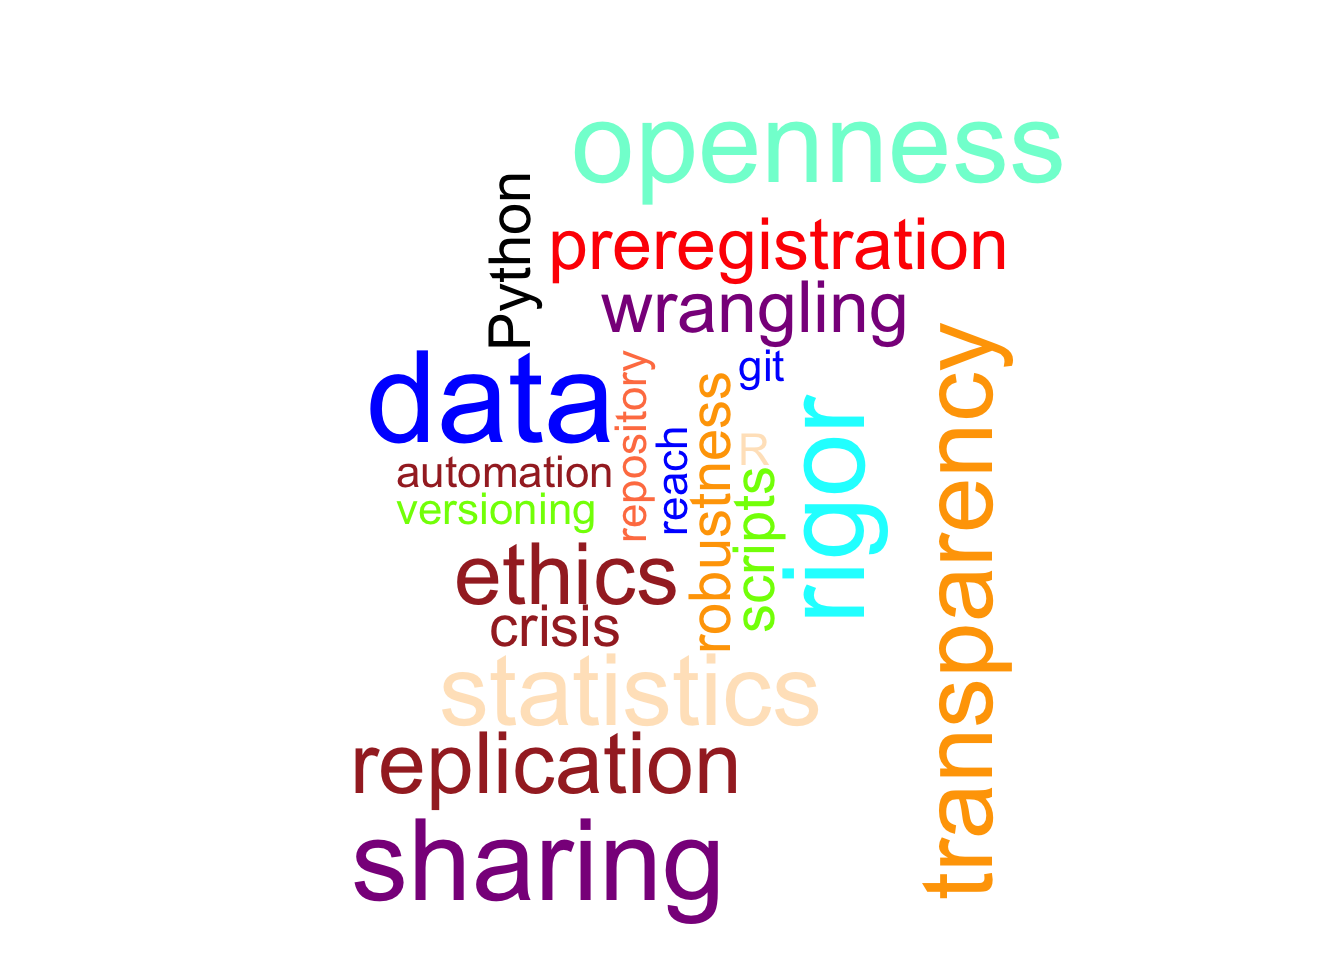 openness
Python
preregistration
wrangling
transparency
data
repository
git
robustness
rigor
reach
R
automation
scripts
versioning
ethics
crisis
statistics
replication
sharing